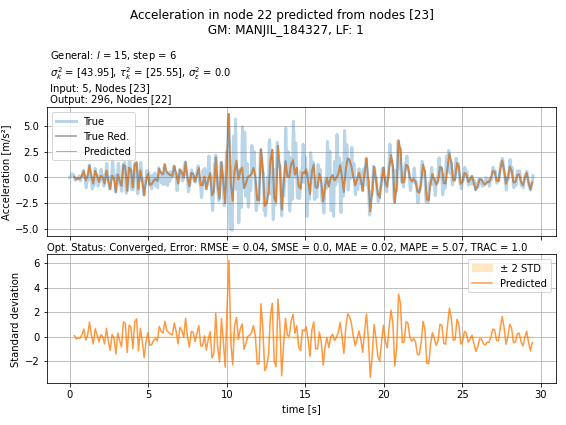 Acceleration in node 22 predicted from nodes [23]
GM: MANJIL_184327, LF: 1
General: l = 15, step = 6
σ²ₖ = [43.95], τ²ₖ = [25.55], σ²ₑ = 0.0
Input: 5, Nodes [23]
Output: 296, Nodes [22]
Acceleration [m/s²]
5.0
2.5
0.0
−2.5
−5.0
True
True Red.
Predicted
Opt. Status: Converged, Error: RMSE = 0.04, SMSE = 0.0, MAE = 0.02, MAPE = 5.07, TRAC = 1.0
Standard deviation
6
4
2
0
−2
± 2 STD
Predicted
0 5 10 15 20 25 30
time [s]